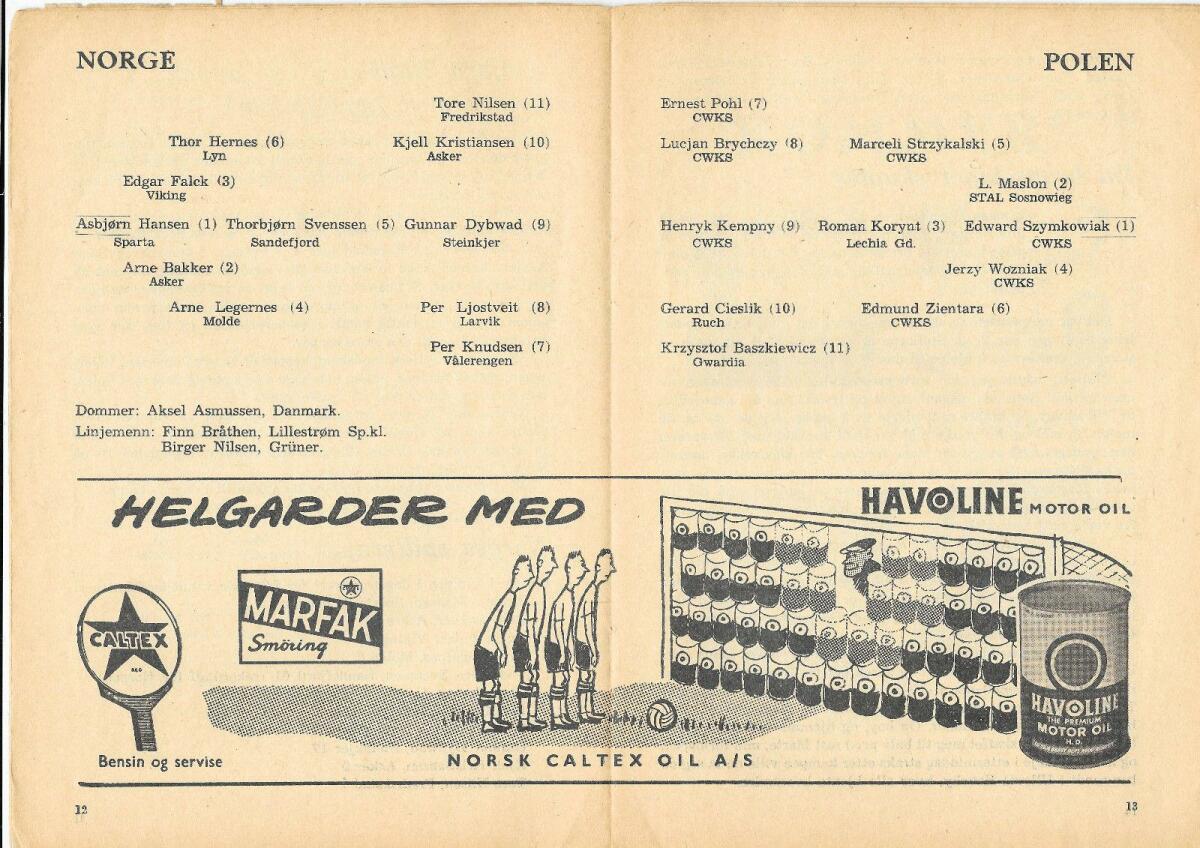 NORGE
Tore Nilsen (11)
Fredrikstad
Thor Hernes (6) Kjell Kristiansen (10)
Lyn Asker
Edgar Falck (3)
Viking
Asbjørn Hansen (1) Thorbjørn Svenssen (5) Gunnar Dybwad (9)
Sparta Sandefjord Steinkjer
Arne Bakker (2)
Asker
Arne Legernes (4) Per Ljostveit (8)
Molde Larvik
Per Knudsen (7)
Vålerengen
Dommer: Aksel Asmussen, Danmark.
Linjemenn: Finn Bråthen, Lillestrøm Sp.kl.
Birger Nilsen, Grüner.
POLEN
Ernest Pohl (7)
CWKS
Lucjan Brychczy (8) Marceli Strzykalski (5)
CWKS CWKS
L. Maslon (2)
STAL Sosnowieg
Henryk Kempny (9) Roman Korynt (3) Edward Szymkowiak (1)
CWKS Lechia Gd. CWKS
Jerzy Wozniak (4)
CWKS
Gerard Cieslik (10) Edmund Zientara (6)
Ruch CWKS
Krzysztof Baszkiewicz (11)
Gwardia
HELGARDER MED
HAVOLINE MOTOR OIL
CALTEX
MARFAK
Smöring
HAVOLINE
THE PREMIUM
MOTOR OIL
H.D.
Bensin og servise
NORSK CALTEX OIL A/S
12
13